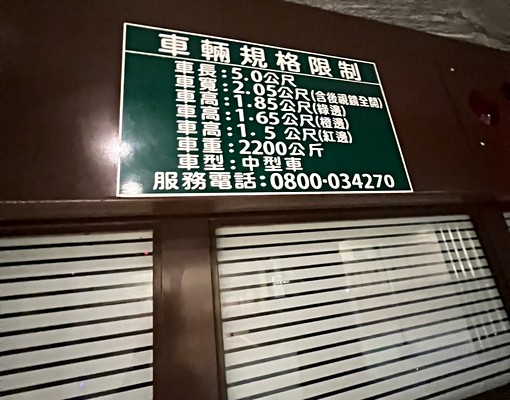 車輛規格限制
車長:5.0公尺
車寬:2.05公尺(含後視鏡全開)
車高:1.85公尺(綠邊)
車高:1.65公尺(橙邊)
車高:1.5 公尺(紅邊)
車重:2200公斤
車型:中型車
服務電話:0800-034270